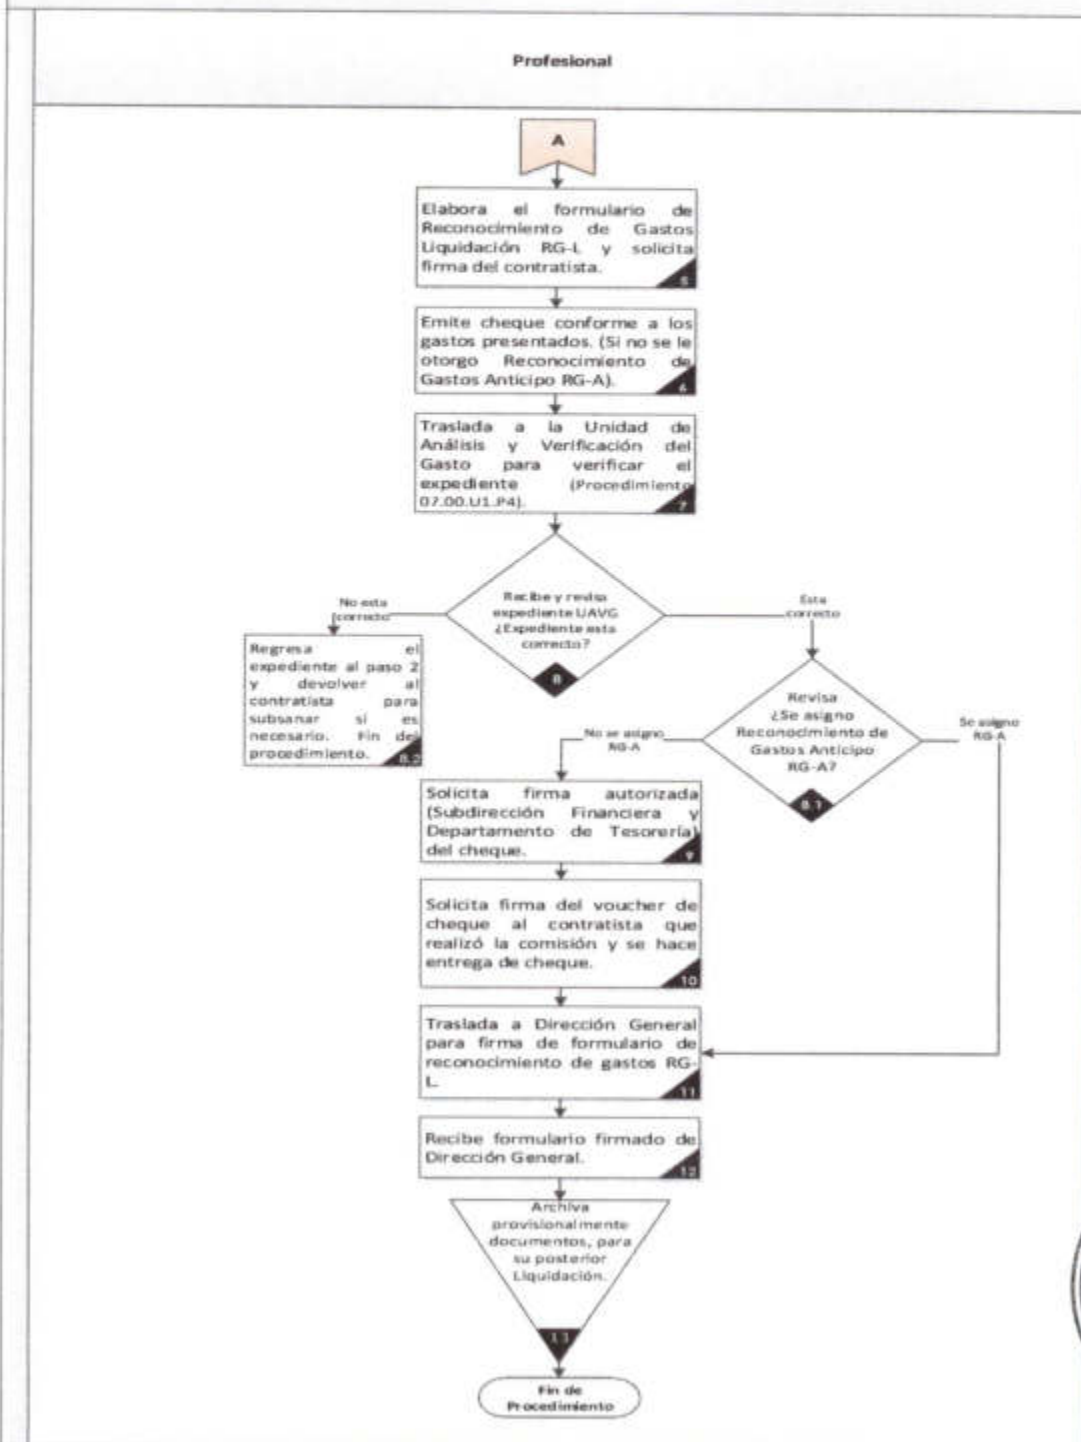 Profesional
A
Elabora el formulario de
Reconocimiento de Gastos
Liquidación RG-L y solicita
firma del contratista.
5
Emite cheque conforme a los
gastos presentados. (Si no se le
otorgo Reconocimiento de
Gastos Anticipo RG-A).
6
Traslada a la Unidad de
Análisis y Verificación del
Gasto para verificar el
expediente (Procedimiento
07.00.U1.P4).
7
Recibe y revisa
expediente UAVG
¿Expediente esta
correcto?
8
No esta
correcto
Esta
correcto
Regresa el
expediente al paso 2
y devolver al
contratista para
subsanar si es
necesario. Fin del
procedimiento.
8.2
Revisa
¿Se asigno
Reconocimiento de
Gastos Anticipo
RG-A?
8.1
No se asigno
RG-A
Se asigno
RG-A
Solicita firma autorizada
(Subdirección Financiera y
Departamento de Tesorería)
del cheque.
9
Solicita firma del voucher de
cheque al contratista que
realizó la comisión y se hace
entrega de cheque.
10
Traslada a Dirección General
para firma de formulario de
reconocimiento de gastos RG-
L.
11
Recibe formulario firmado de
Dirección General.
12
Archiva
provisionalmente
documentos, para
su posterior
Liquidación.
13
Fin de
Procedimiento